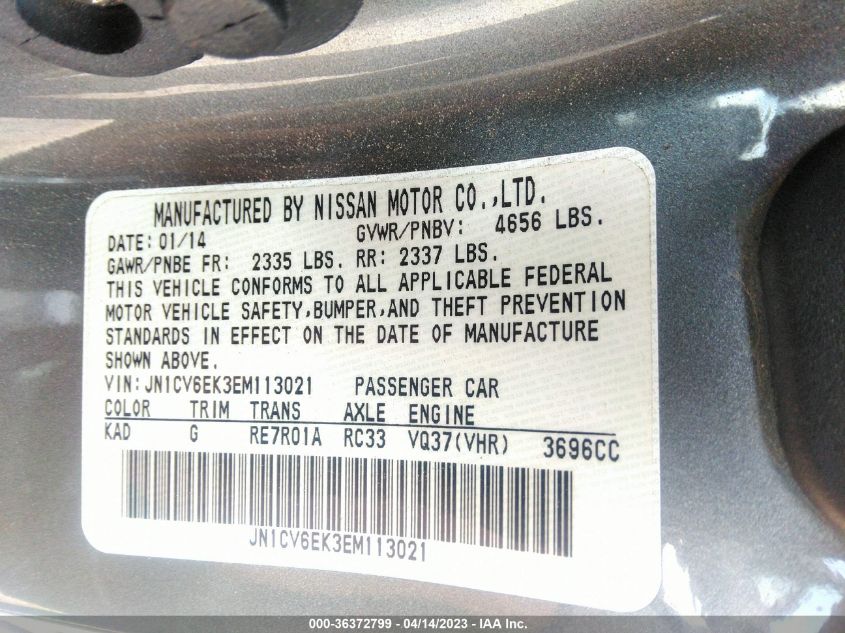 MANUFACTURED BY NISSAN MOTOR CO.,LTD.
DATE: 01/14 GVWR/PNBV: 4656 LBS.
GAWR/PNBE FR: 2335 LBS. RR: 2337 LBS.
THIS VEHICLE CONFORMS TO ALL APPLICABLE FEDERAL
MOTOR VEHICLE SAFETY,BUMPER,AND THEFT PREVENTION
STANDARDS IN EFFECT ON THE DATE OF MANUFACTURE
SHOWN ABOVE.
VIN:JN1CV6EK3EM113021 PASSENGER CAR
COLOR TRIM TRANS AXLE ENGINE
KAD G RE7R01A RC33 VQ37(VHR) 3696CC
JN1CV6EK3EM113021
000-36372799 - 04/14/2023 - IAA Inc.